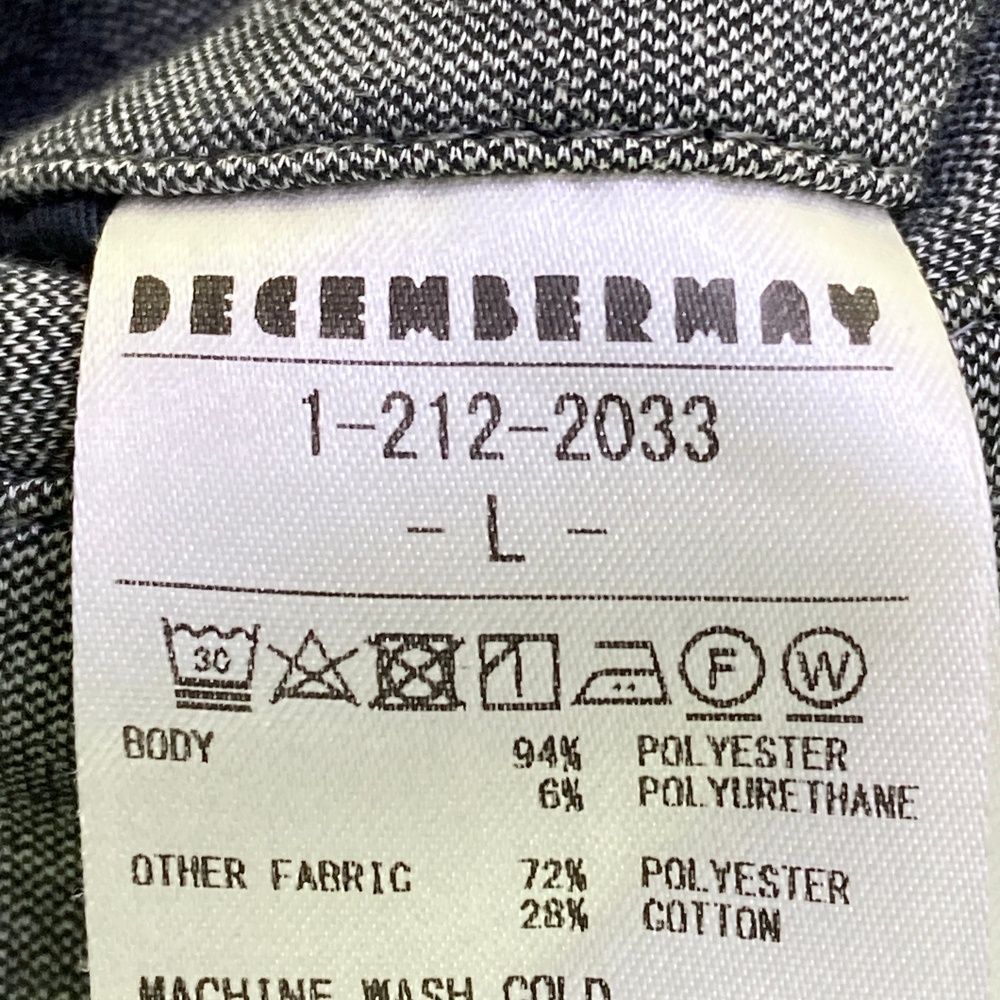 DECEMBERMAY
1-212-2033
- L -
30 F W
BODY 94% POLYESTER
6% POLYURETHANE
OTHER FABRIC 72% POLYESTER
28% COTTON
MACHINE WASH COLD